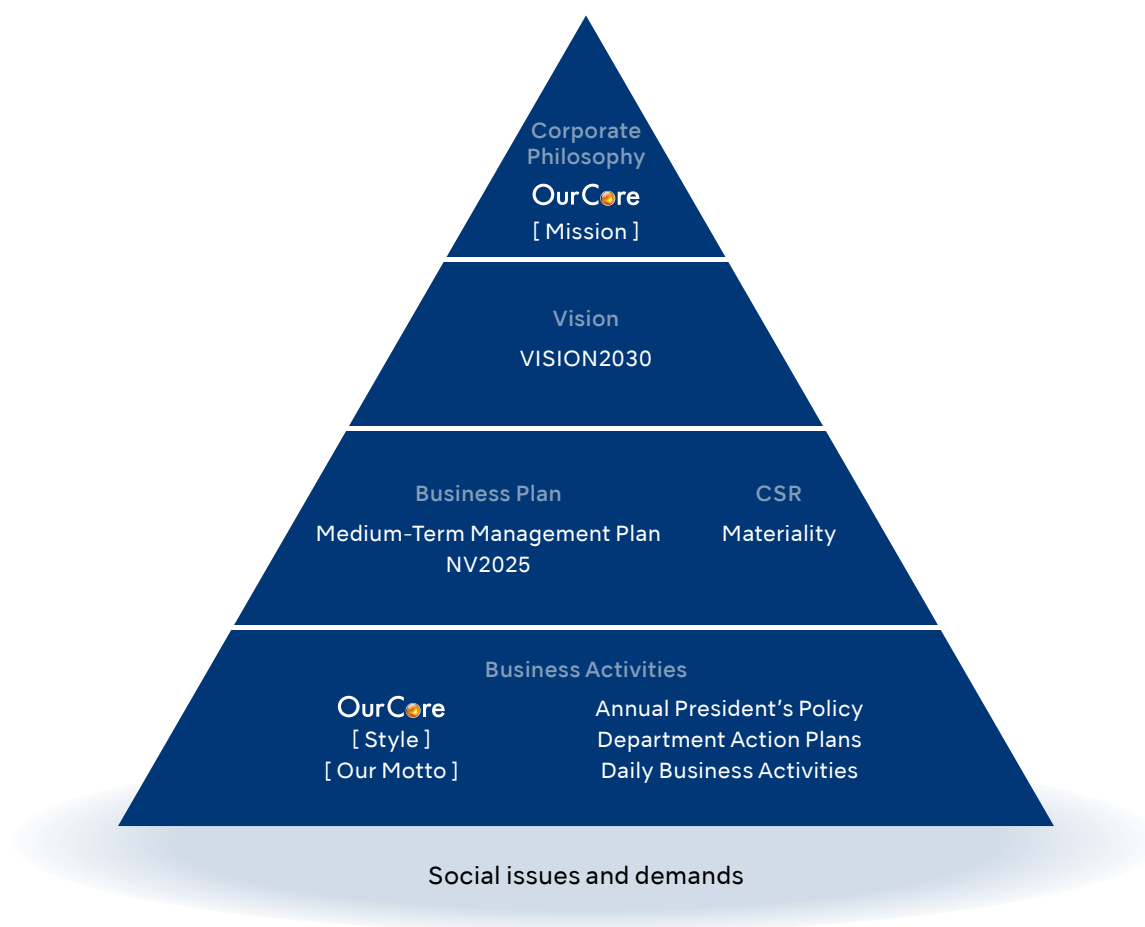 Corporate
Philosophy
OurCore
[ Mission ]
Vision
VISION2030
Business Plan
Medium-Term Management Plan
NV2025
CSR
Materiality
Business Activities
OurCore
[ Style ]
[ Our Motto ]
Annual President's Policy
Department Action Plans
Daily Business Activities
Social issues and demands